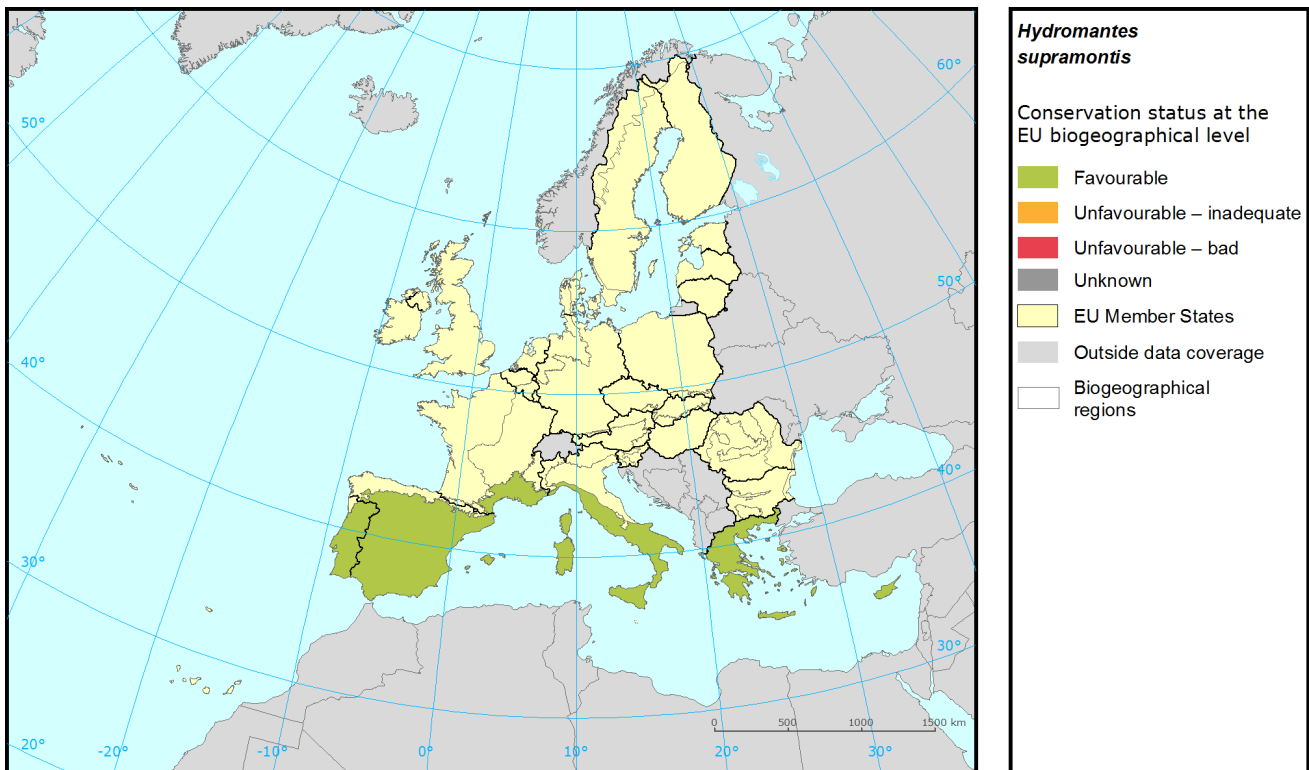 60°
50°
50°
40°
40°
30°
30°
20°
-20°
-10°
0°
10°
20°
30°
0
500
1000
1500 km
Hydromantes
supramontis
Conservation status at the
EU biogeographical level
Favourable
Unfavourable – inadequate
Unfavourable – bad
Unknown
EU Member States
Outside data coverage
Biogeographical
regions